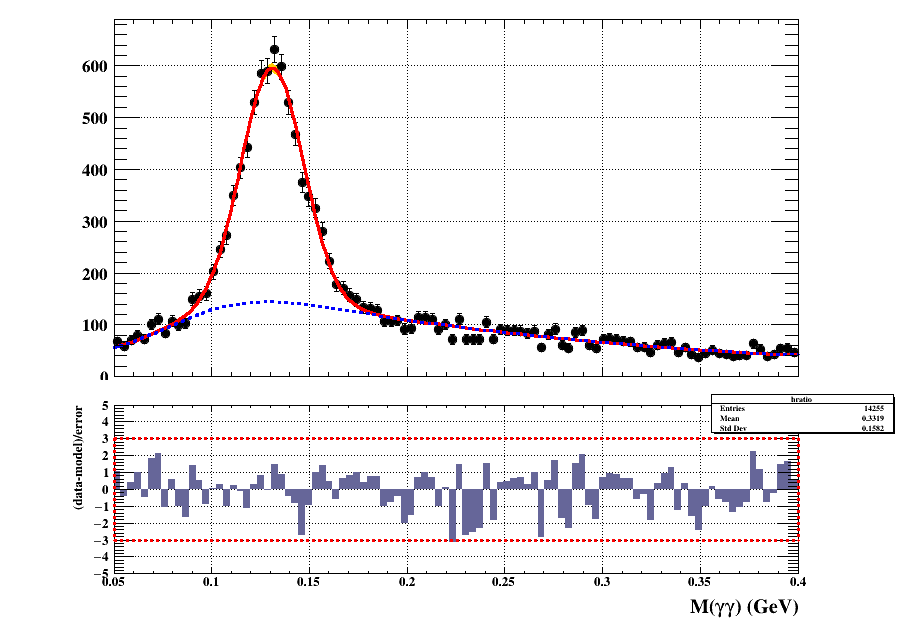 600
500
400
300
200
100
0
(data-model)/error
5
4
3
2
1
0
−1
−2
−3
−4
−5
hratio
Entries 14255
Mean 0.3319
Std Dev 0.1582
0.05 0.1 0.15 0.2 0.25 0.3 0.35 0.4
M(γγ) (GeV)